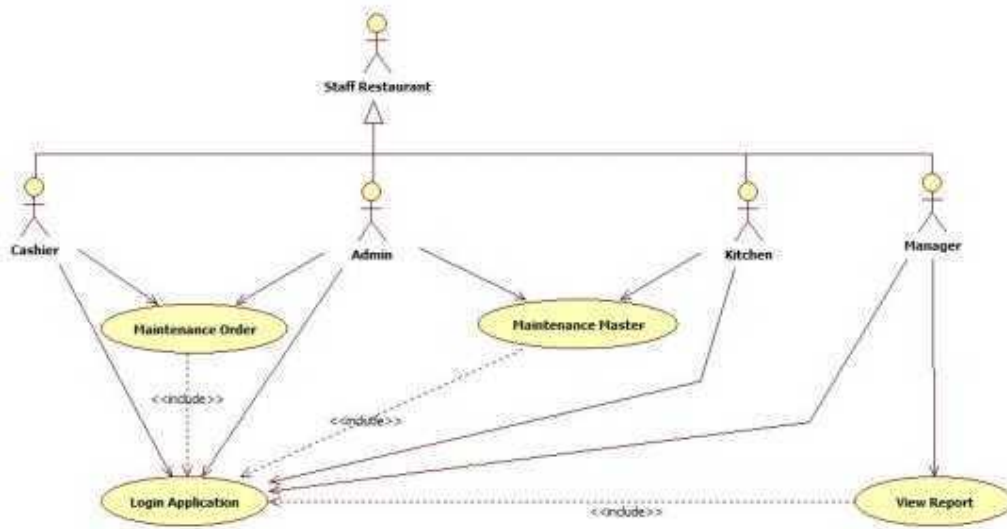 Staff Restaurant
Cashier
Admin
Kitchen
Manager
Maintenance Order
Maintenance Master
<<include>>
<<include>>
Login Application
<<include>>
View Report